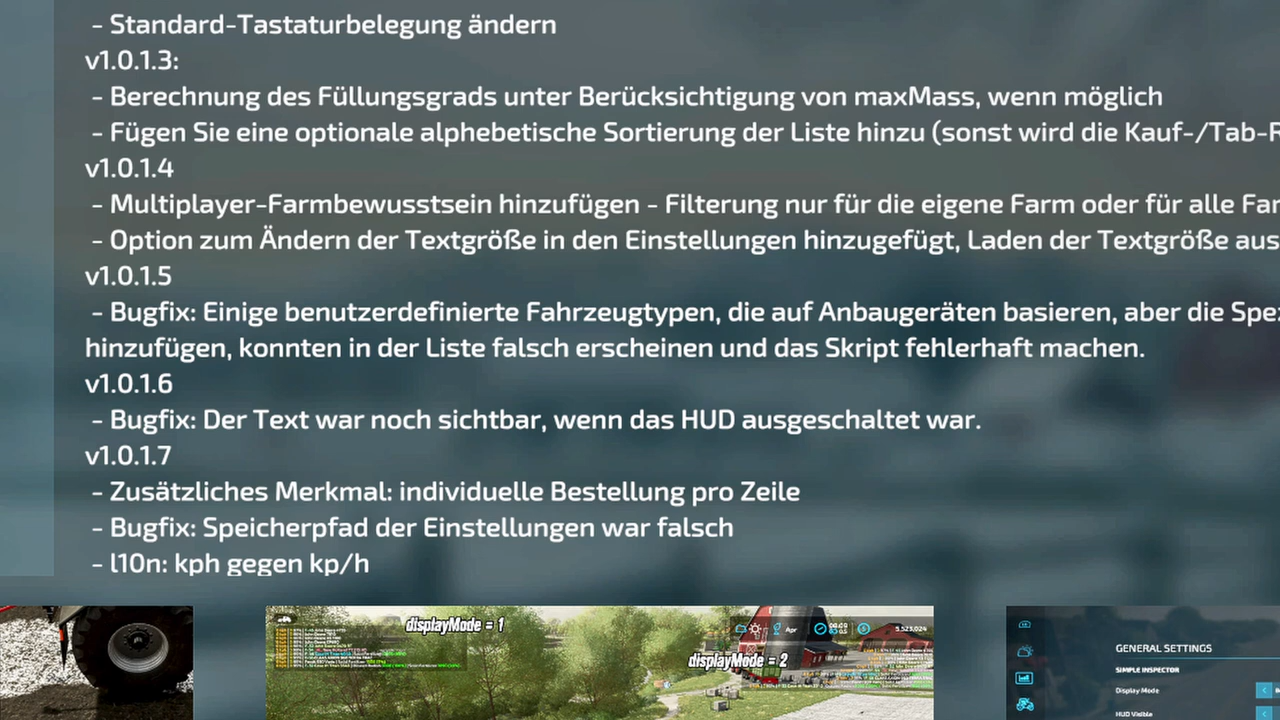 - Standard-Tastaturbelegung ändern
v1.0.1.3:
- Berechnung des Füllungsgrads unter Berücksichtigung von maxMass, wenn möglich
- Fügen Sie eine optionale alphebetische Sortierung der Liste hinzu (sonst wird die Kauf-/Tab-R
v1.0.1.4
- Multiplayer-Farmbewusstsein hinzufügen - Filterung nur für die eigene Farm oder für alle Far
- Option zum Ändern der Textgröße in den Einstellungen hinzugefügt, Laden der Textgröße aus
v1.0.1.5
- Bugfix: Einige benutzerdefinierte Fahrzeugtypen, die auf Anbaugeräten basieren, aber die Spez
hinzufügen, konnten in der Liste falsch erscheinen und das Skript fehlerhaft machen.
v1.0.1.6
- Bugfix: Der Text war noch sichtbar, wenn das HUD ausgeschaltet war.
v1.0.1.7
- Zusätzliches Merkmal: individuelle Bestellung pro Zeile
- Bugfix: Speicherpfad der Einstellungen war falsch
- l10n: kph gegen kp/h
displayMode = 1
Apr
5,523,024
displayMode = 2
GENERAL SETTINGS
SIMPLE INSPECTOR
Display Mode
HUD Visible